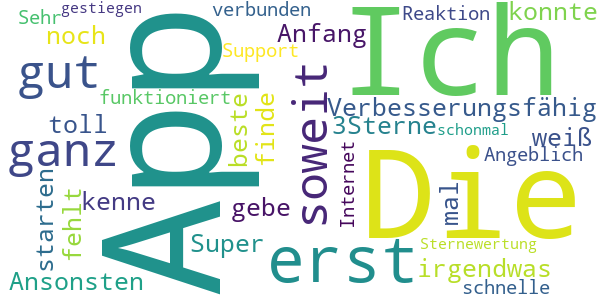 Sehr
gestiegen
verbunden
Reaktion
konnte
noch
App
Support
Anfang
Ich
gut
funktioniert
beste
finde
soweit
Verbesserungsfähig
toll
3Sterne
schonmal
weiß
ganz
Internet
Die
Angeblich
starten
fehlt
kenne
gebe
mal
Super
erst
Sternewertung
irgendwas
Ansonsten
schnelle